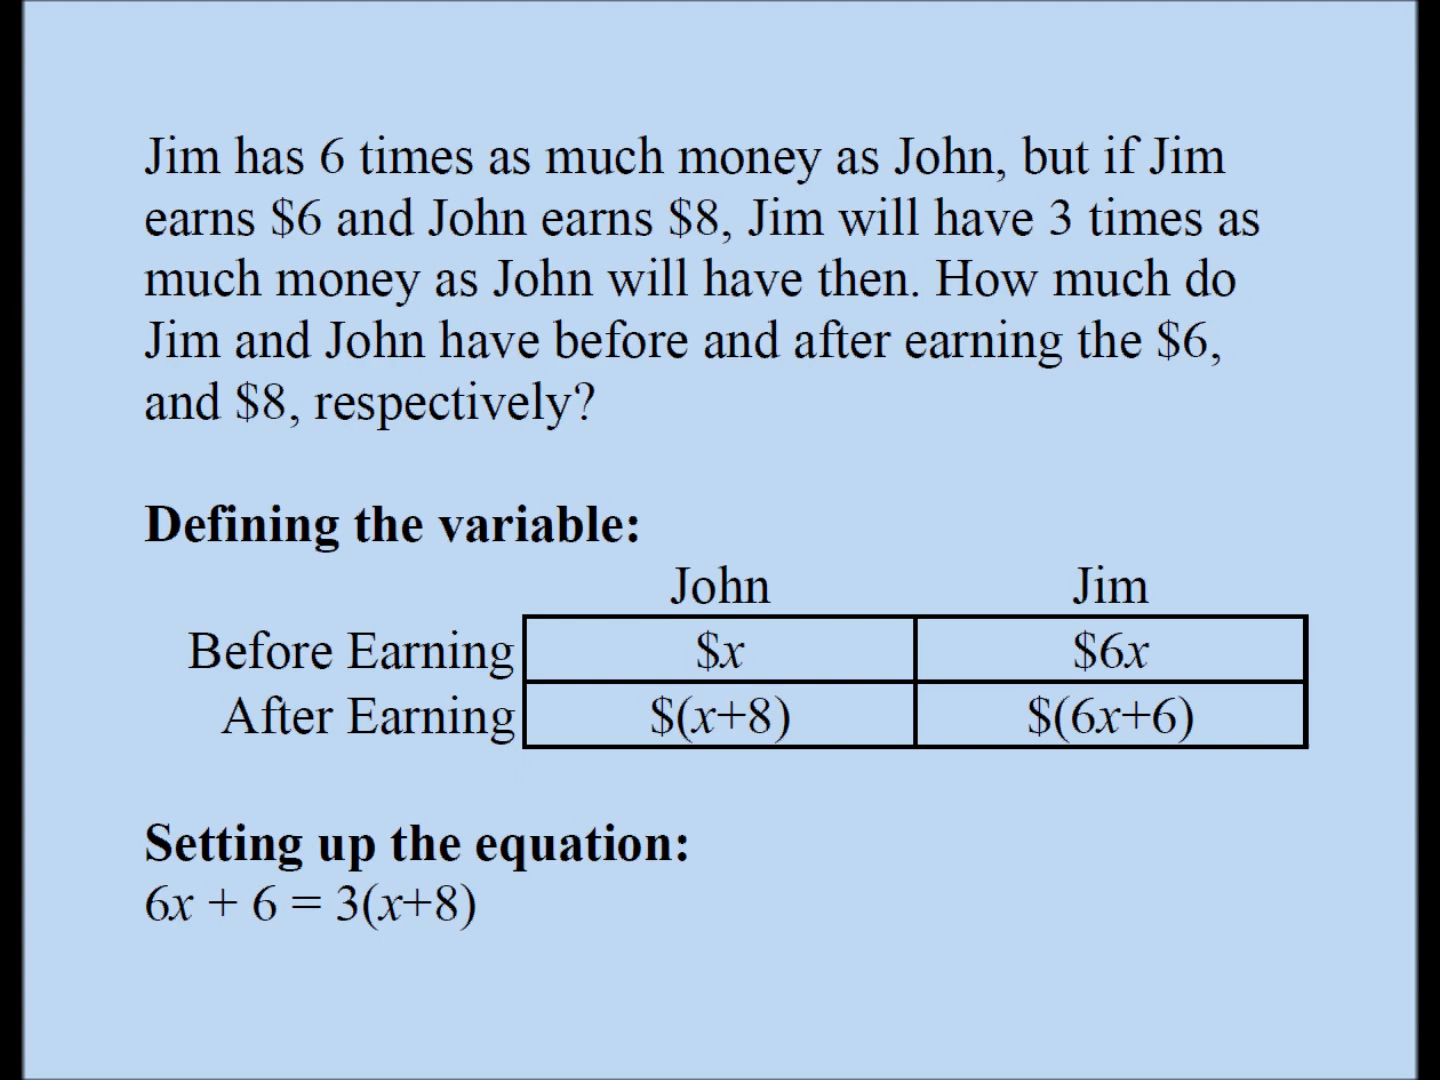 Jim has 6 times as much money as John, but if Jim
earns $6 and John earns $8, Jim will have 3 times as
much money as John will have then. How much do
Jim and John have before and after earning the $6,
and $8, respectively?
Defining the variable:
John Jim
Before Earning $x $6x
After Earning $(x+8) $(6x+6)
Setting up the equation:
6x + 6 = 3(x+8)